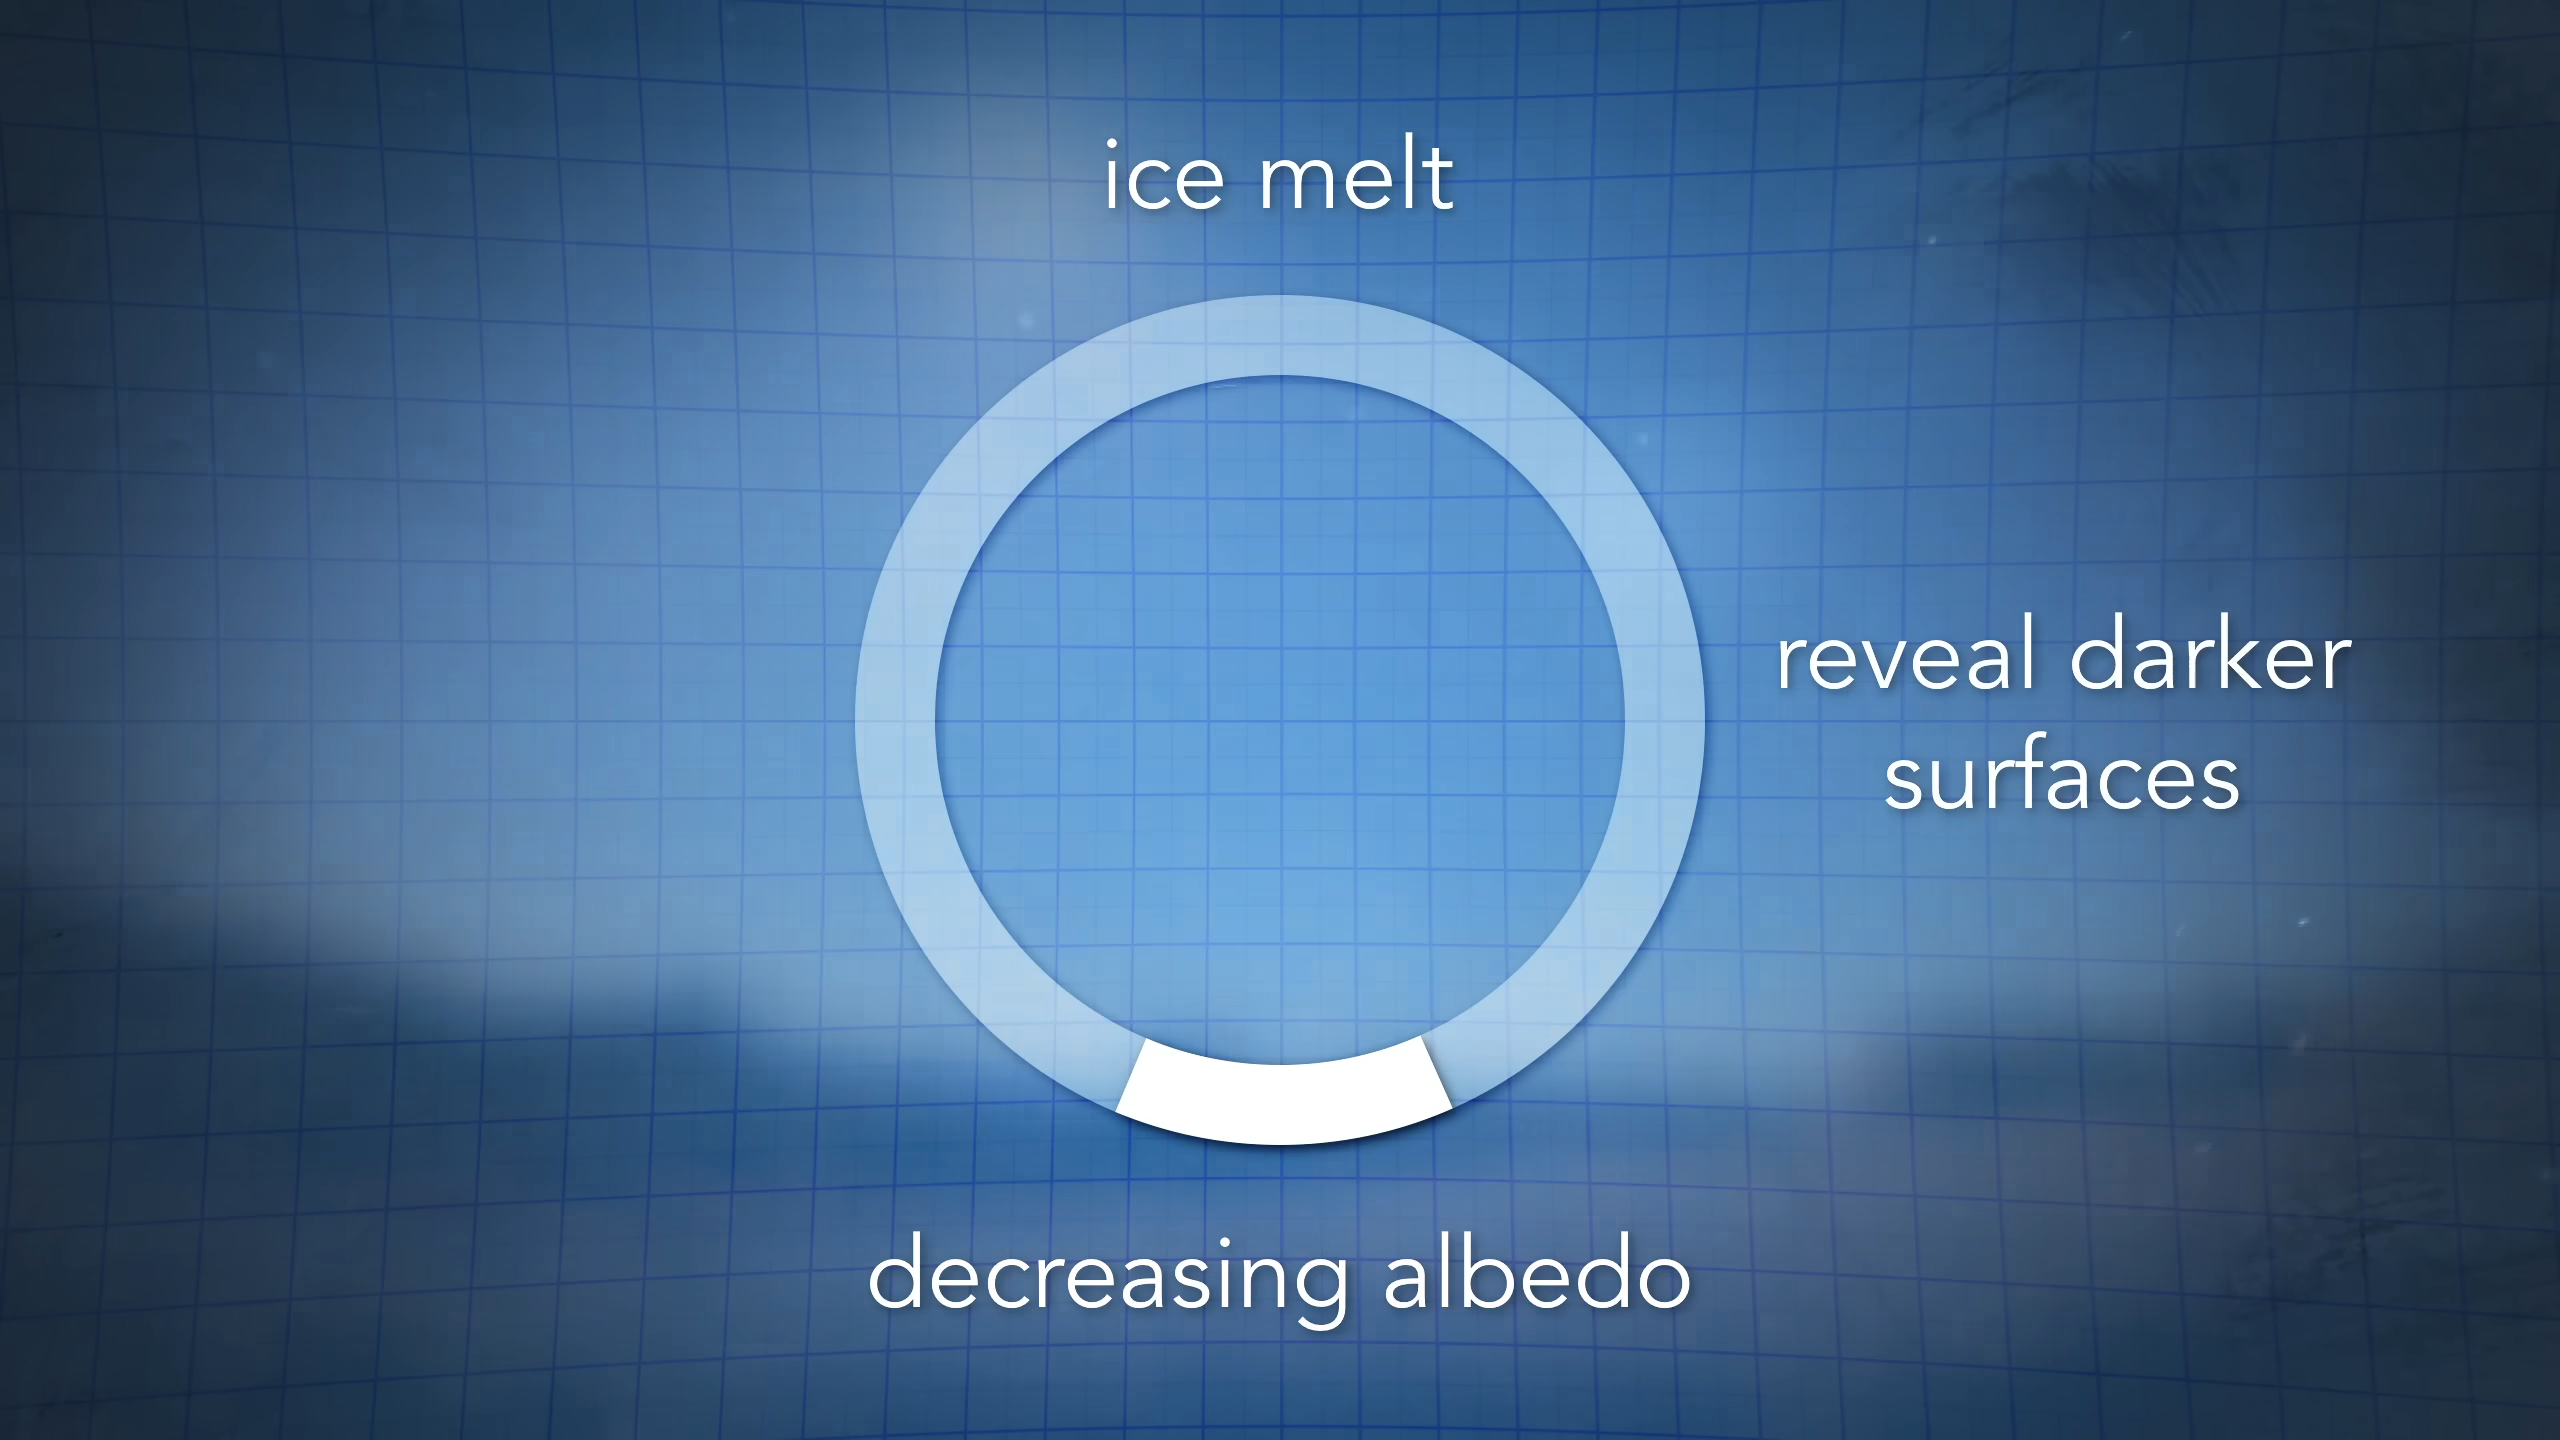 ice melt
reveal darker
surfaces
decreasing albedo